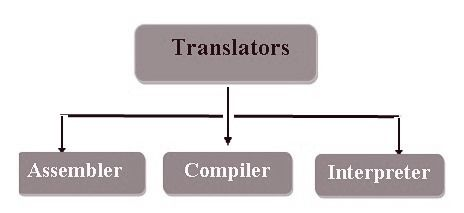 Translators
Assembler
Compiler
Interpreter